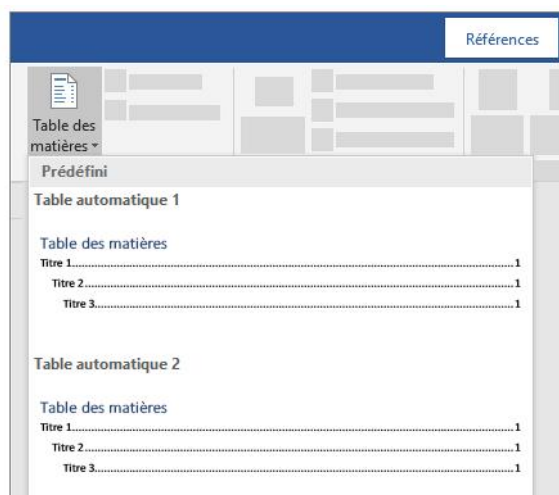 Références
Table des
matières
Prédéfini
Table automatique 1
Table des matières
Titre 1........................................................................................................1
Titre 2.....................................................................................................1
Titre 3..................................................................................................1
Table automatique 2
Table des matières
Titre 1........................................................................................................1
Titre 2.....................................................................................................1
Titre 3..................................................................................................1